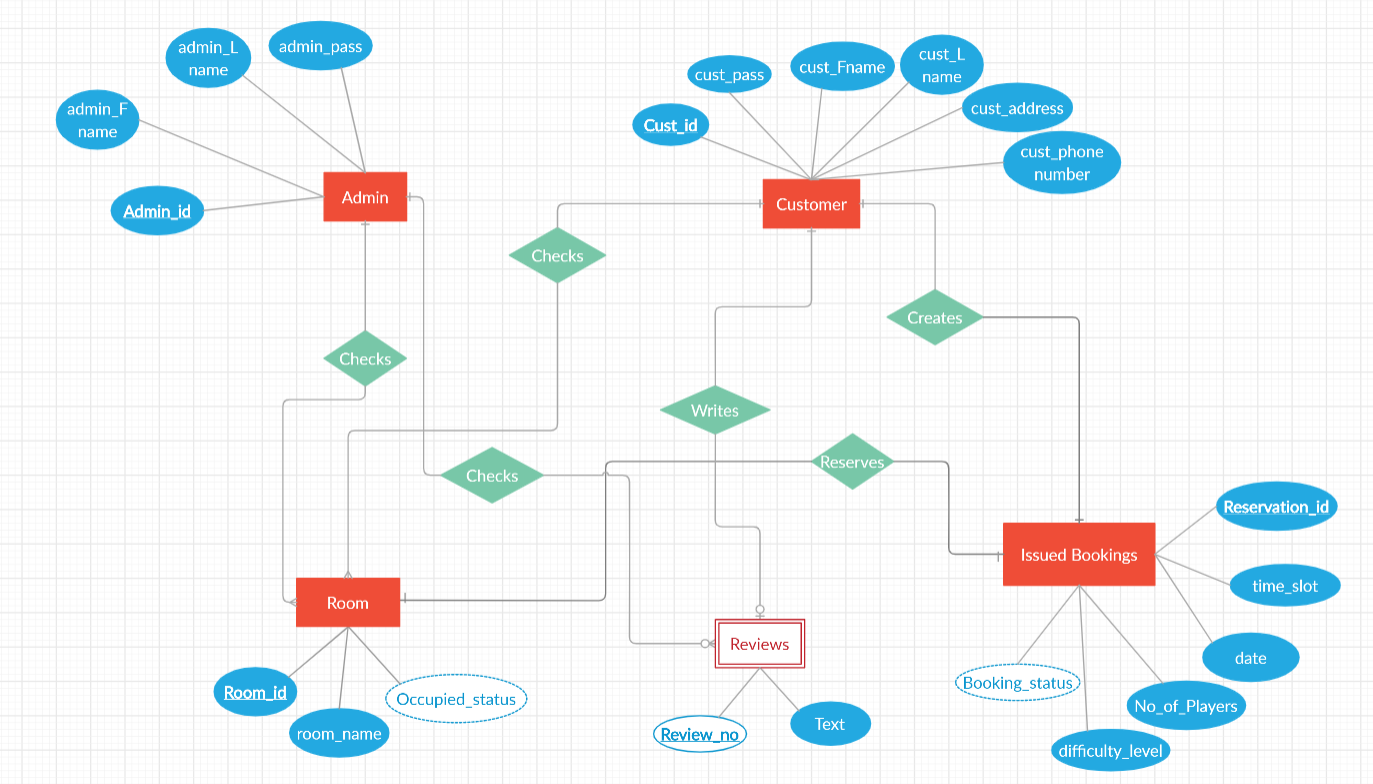 admin_L
name
admin_pass
admin_F
name
Admin_id
Admin
cust_pass
cust_Fname
cust_L
name
cust_address
Cust_id
cust_phone
number
Customer
Checks
Creates
Checks
Writes
Checks
Reserves
Issued Bookings
Reservation_id
time_slot
date
Booking_status
No_of_Players
difficulty_level
Room
Room_id
room_name
Occupied_status
Reviews
Review_no
Text